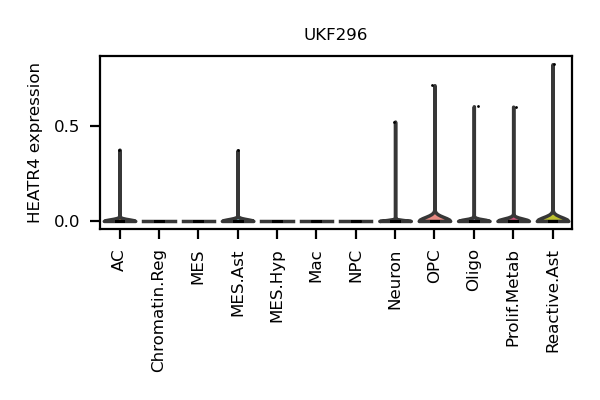 UKF296
HEATR4 expression
0.5
0.0
AC
Chromatin.Reg
MES
MES.Ast
MES.Hyp
Mac
NPC
Neuron
OPC
Oligo
Prolif.Metab
Reactive.Ast